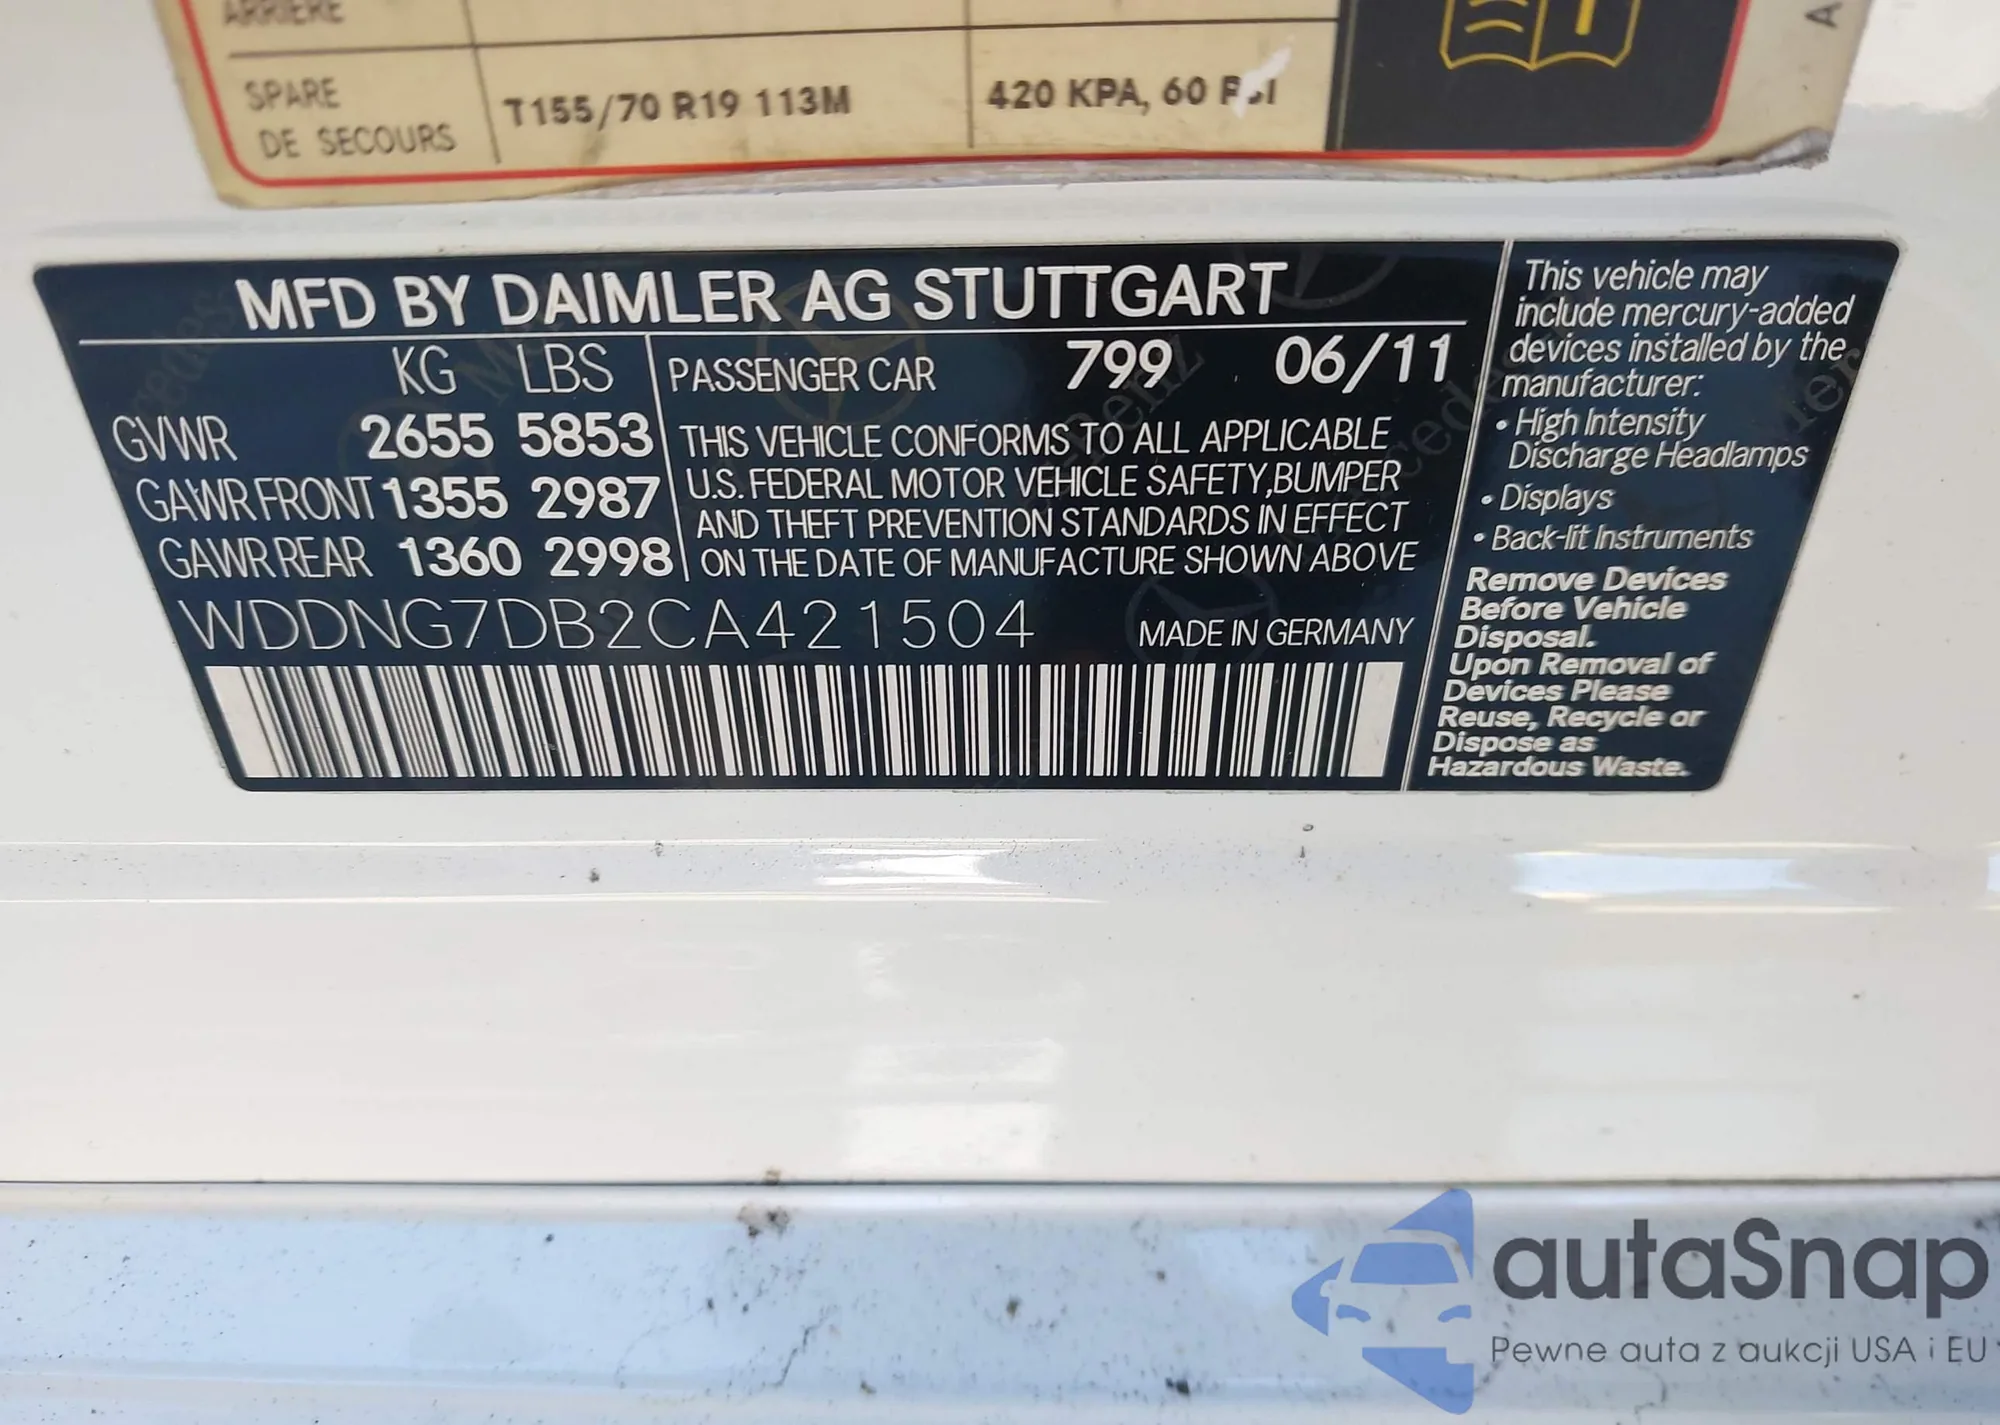 ARRIÈRE
SPARE T155/70 R19 113M 420 KPA, 60 PSI
DE SECOURS
MFD BY DAIMLER AG STUTTGART
KG LBS PASSENGER CAR 799 06/11
GVWR 2655 5853
GAWR FRONT 1355 2987
GAWR REAR 1360 2998
THIS VEHICLE CONFORMS TO ALL APPLICABLE
U.S. FEDERAL MOTOR VEHICLE SAFETY,BUMPER
AND THEFT PREVENTION STANDARDS IN EFFECT
ON THE DATE OF MANUFACTURE SHOWN ABOVE
WDDNG7DB2CA421504 MADE IN GERMANY
This vehicle may
include mercury-added
devices installed by the
manufacturer:
• High Intensity
Discharge Headlamps
• Displays
• Back-lit Instruments
Remove Devices
Before Vehicle
Disposal.
Upon Removal of
Devices Please
Reuse, Recycle or
Dispose as
Hazardous Waste.
autaSnap
Pewne auta z aukcji USA i EU